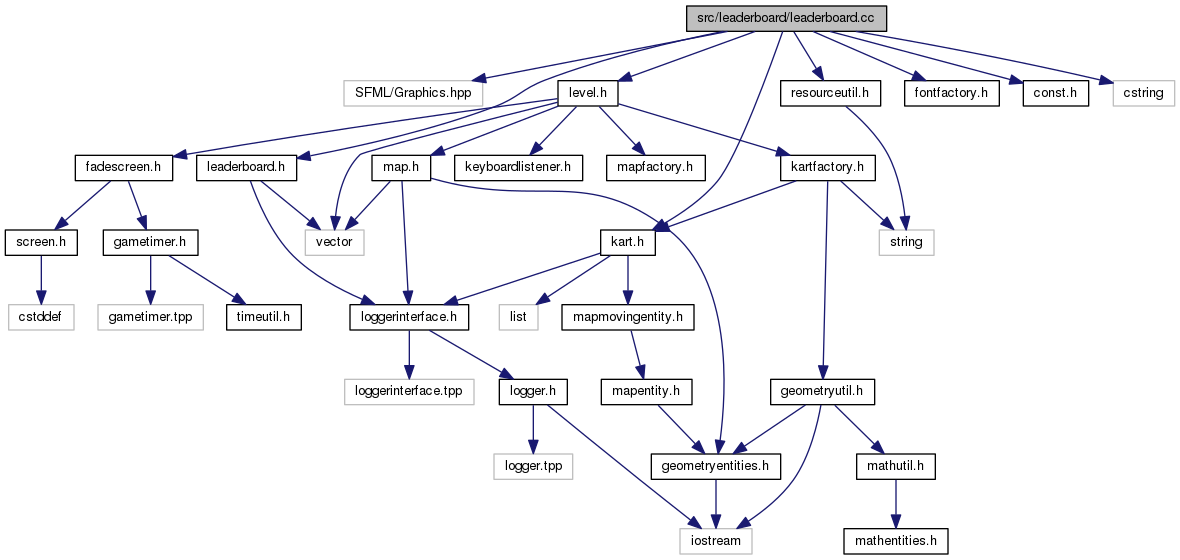 src/leaderboard/leaderboard.cc
SFML/Graphics.hpp
level.h
resourceutil.h
fontfactory.h
const.h
cstring
fadescreen.h
leaderboard.h
map.h
keyboardlistener.h
mapfactory.h
kartfactory.h
screen.h
gametimer.h
vector
kart.h
string
cstddef
gametimer.tpp
timeutil.h
loggerinterface.h
list
mapmovingentity.h
loggerinterface.tpp
logger.h
mapentity.h
geometryutil.h
logger.tpp
geometryentities.h
mathutil.h
iostream
mathentities.h